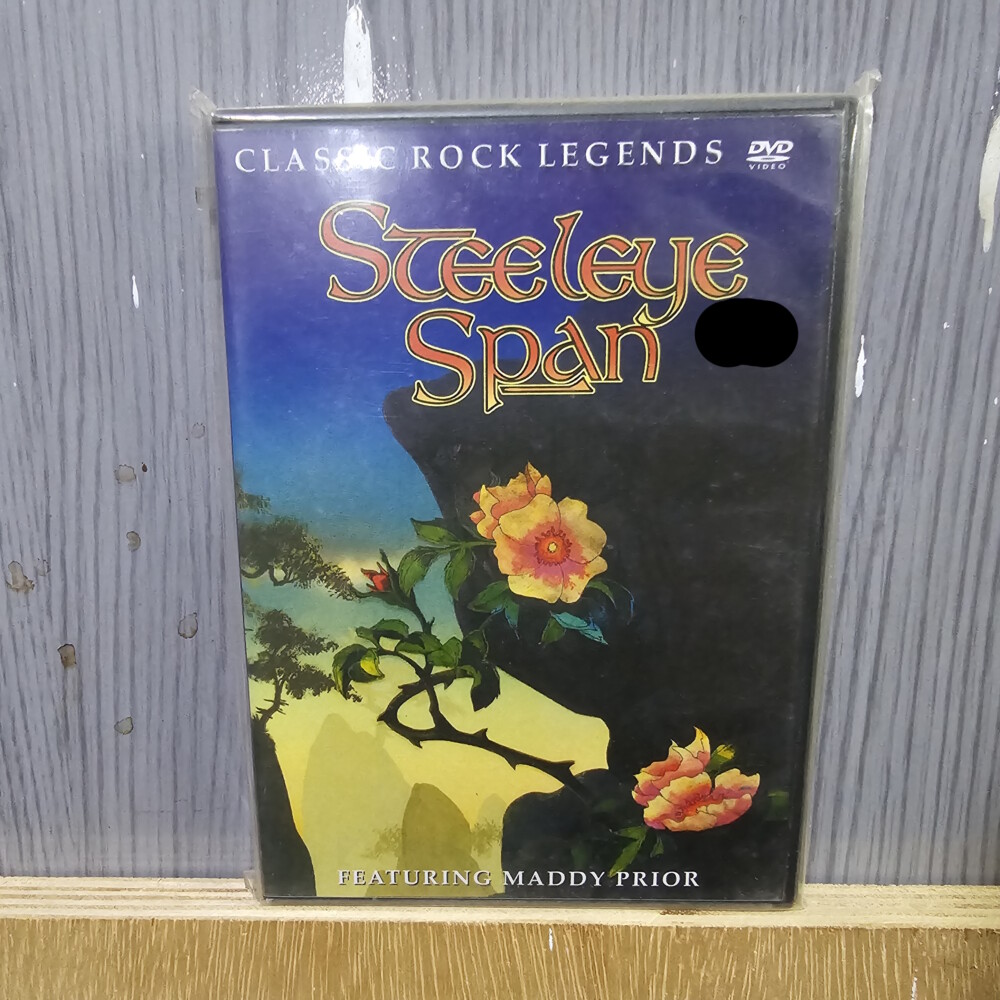 CLASSIC ROCK LEGENDS
DVD
VIDEO
Steeleye
Span
FEATURING MADDY PRIOR